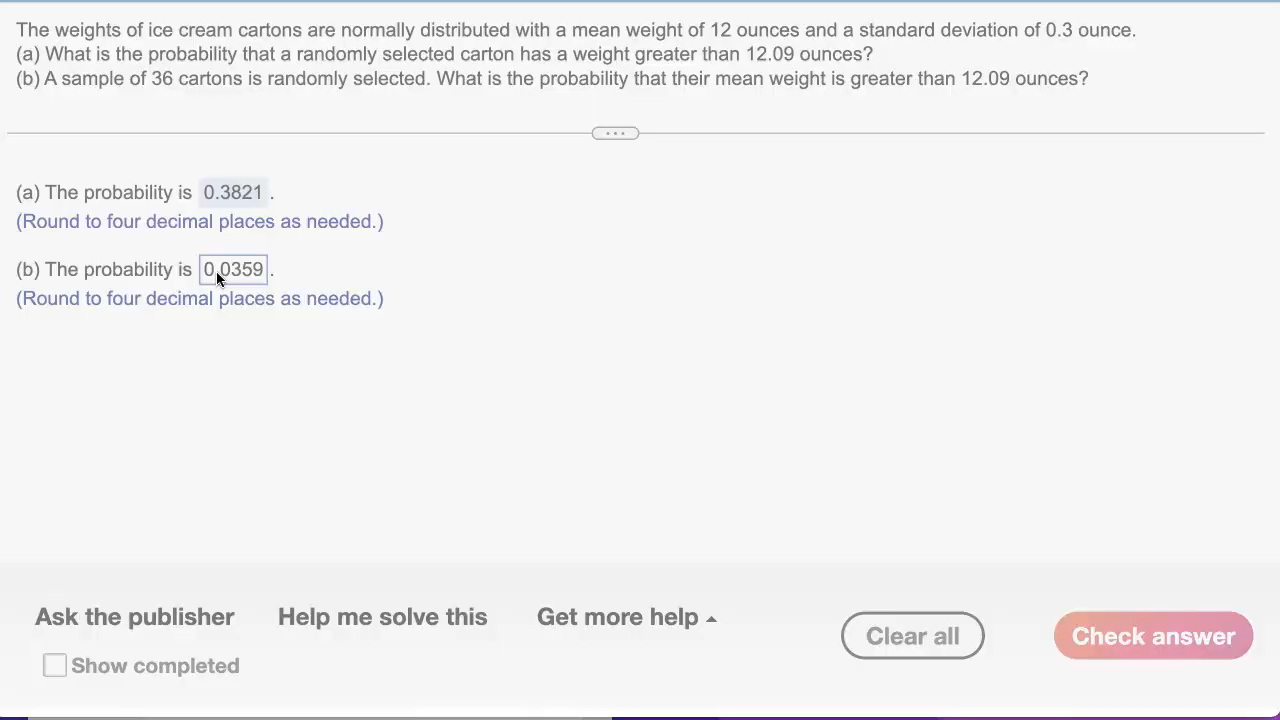 The weights of ice cream cartons are normally distributed with a mean weight of 12 ounces and a standard deviation of 0.3 ounce.
(a) What is the probability that a randomly selected carton has a weight greater than 12.09 ounces?
(b) A sample of 36 cartons is randomly selected. What is the probability that their mean weight is greater than 12.09 ounces?
(a) The probability is 0.3821.
(Round to four decimal places as needed.)
(b) The probability is 0.0359.
(Round to four decimal places as needed.)
Ask the publisher Help me solve this Get more help Clear all Check answer
Show completed